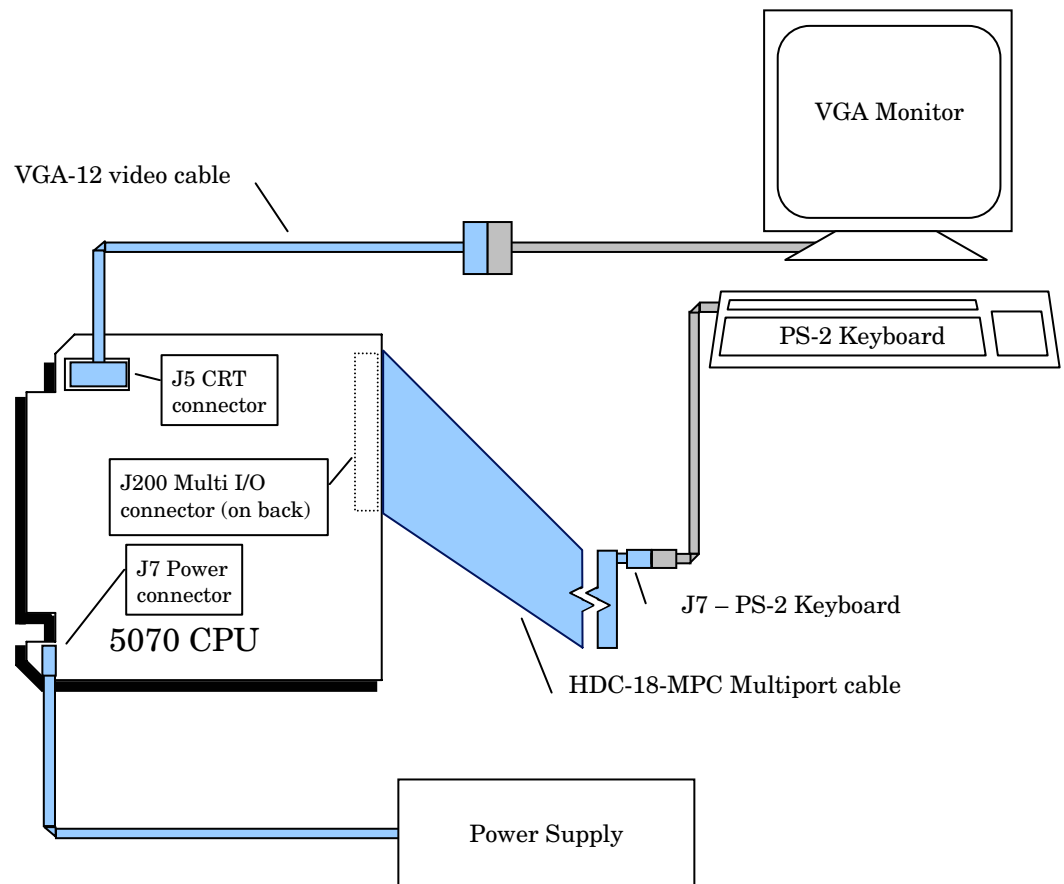 VGA Monitor
VGA-12 video cable
PS-2 Keyboard
J5 CRT
connector
J200 Multi I/O
connector (on back)
J7 Power
connector
5070 CPU
J7 – PS-2 Keyboard
HDC-18-MPC Multiport cable
Power Supply